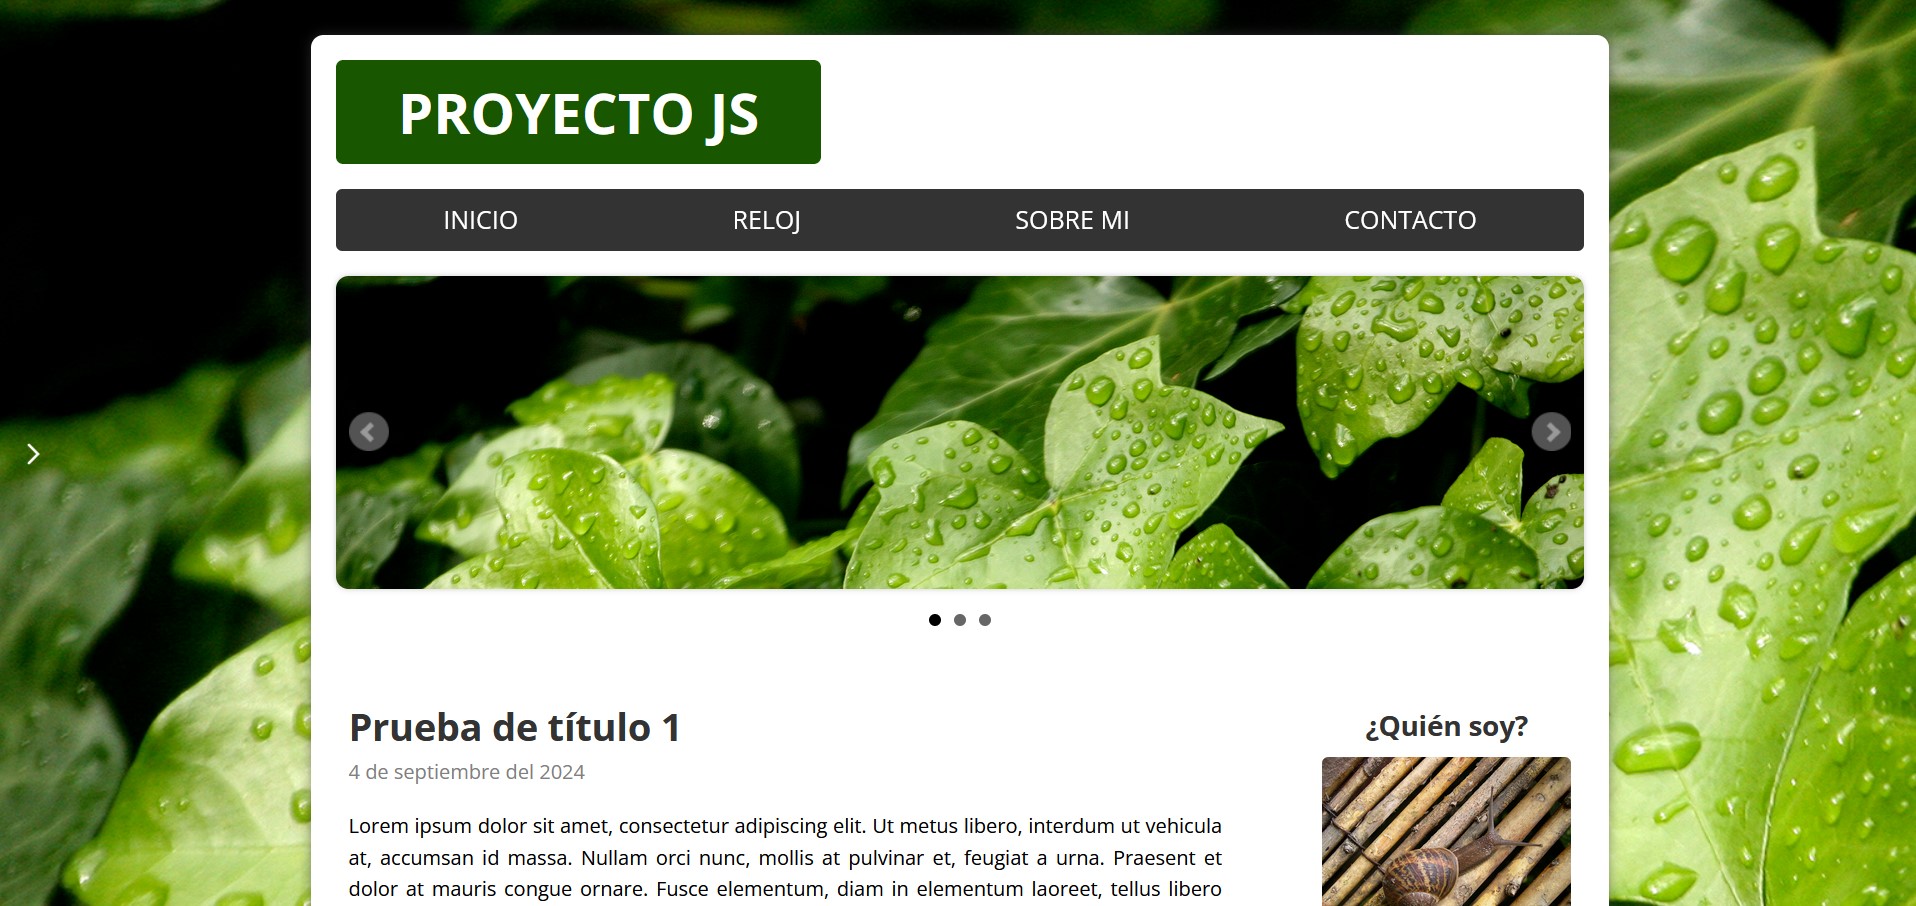 PROYECTO JS
INICIO RELOJ SOBRE MI CONTACTO
Prueba de título 1
4 de septiembre del 2024
Lorem ipsum dolor sit amet, consectetur adipiscing elit. Ut metus libero, interdum ut vehicula
at, accumsan id massa. Nullam orci nunc, mollis at pulvinar et, feugiat a urna. Praesent et
dolor at mauris congue ornare. Fusce elementum, diam in elementum laoreet, tellus libero
¿Quién soy?